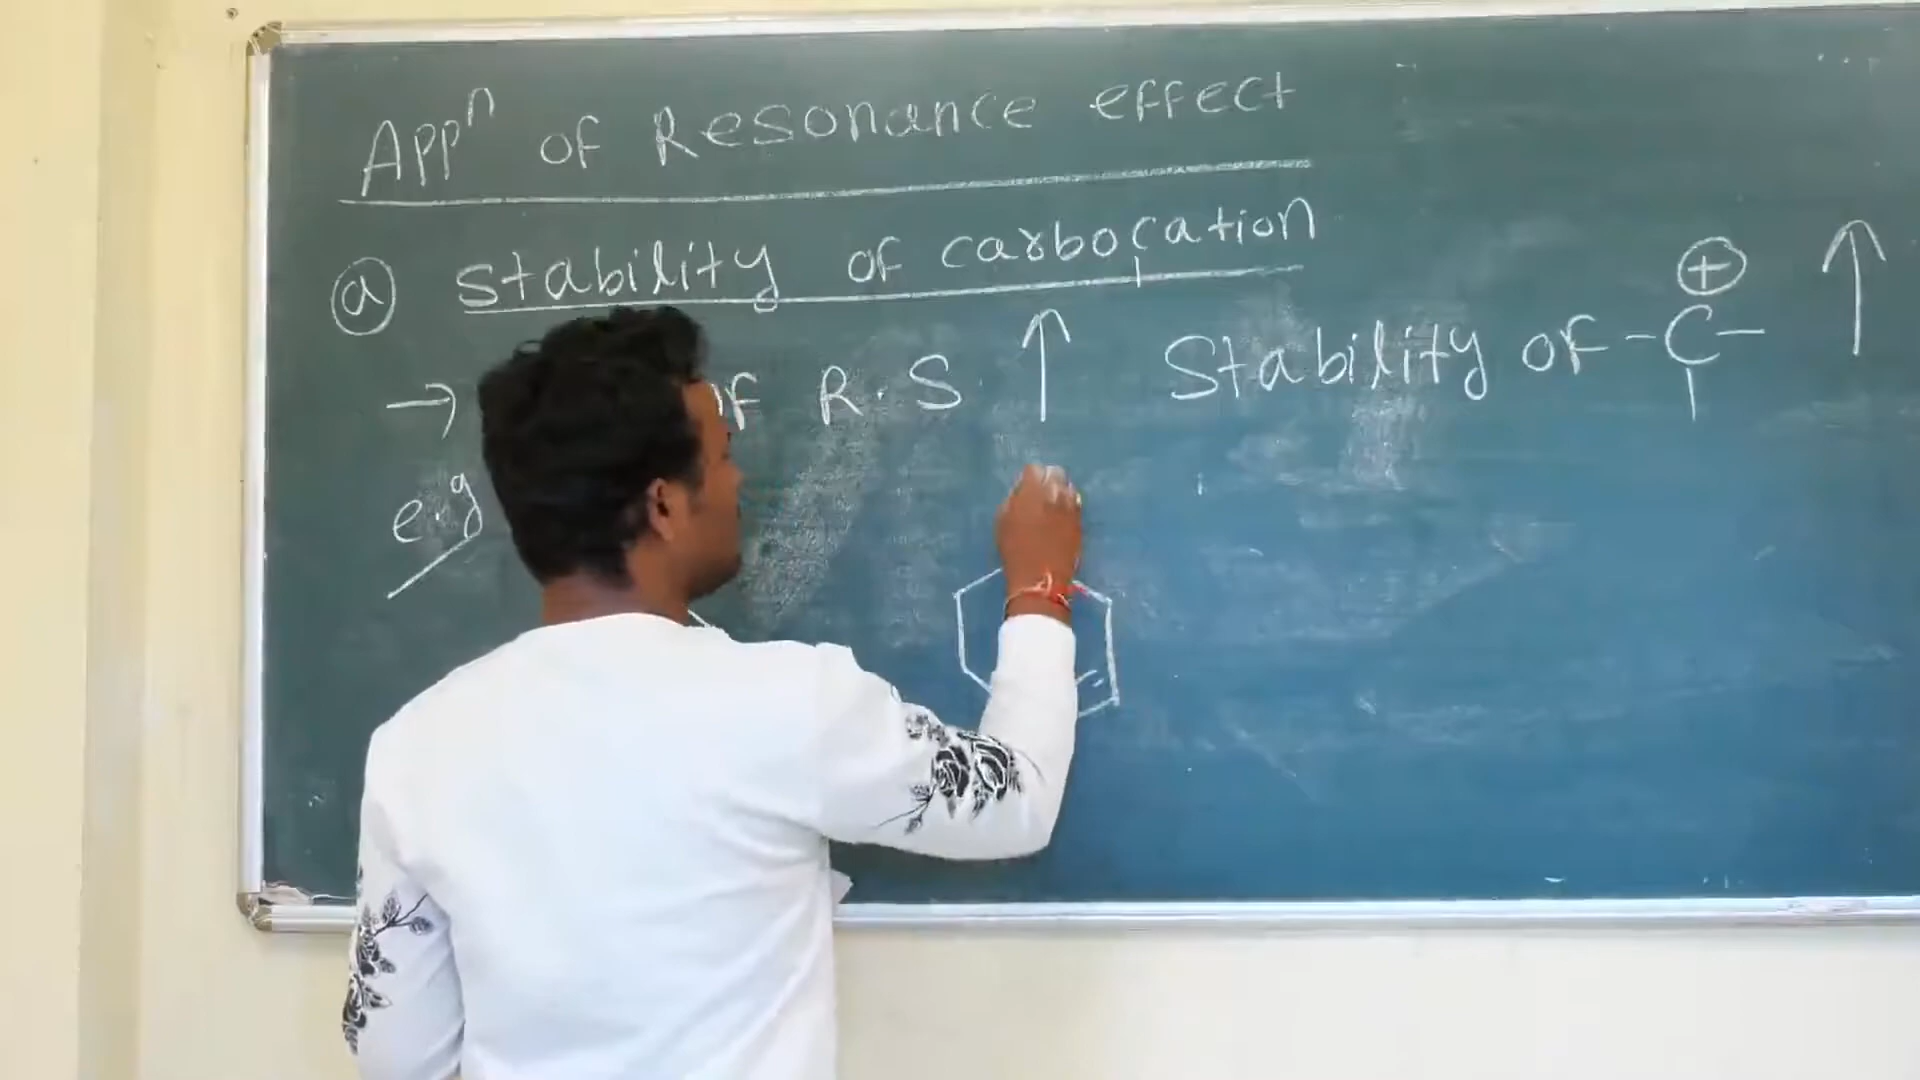 Appⁿ of Resonance effect
ⓐ Stability of carbocation
→ of R.S ↑ Stability of -C- ⊕ ↑
e.g